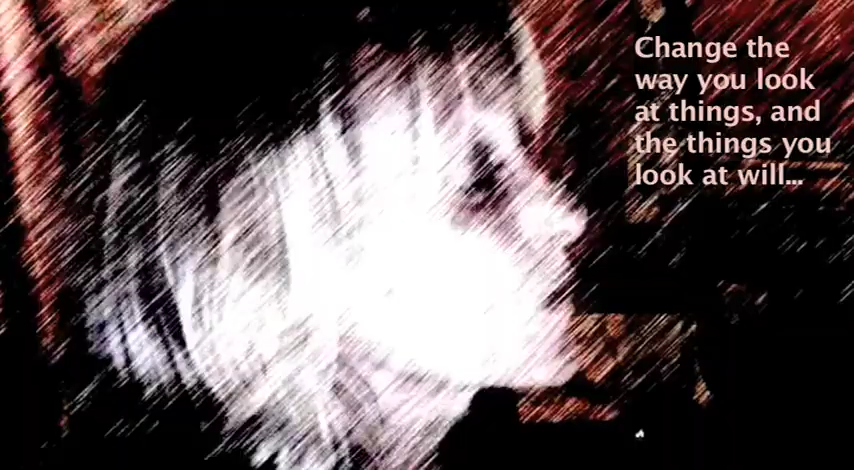 Change the
way you look
at things, and
the things you
look at will...